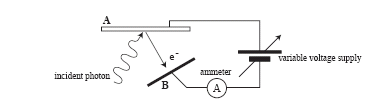 A
e⁻
incident photon
B
ammeter
A
variable voltage supply